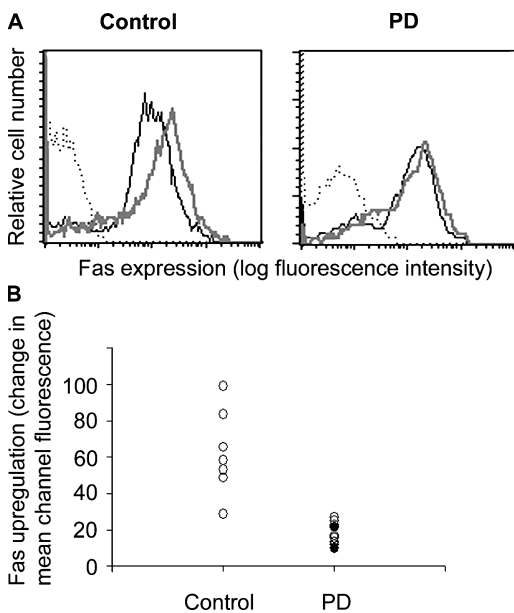 A Control PD
Relative cell number
Fas expression (log fluorescence intensity)
B
Fas upregulation (change in
mean channel fluorescence)
100
80
60
40
20
0
Control PD